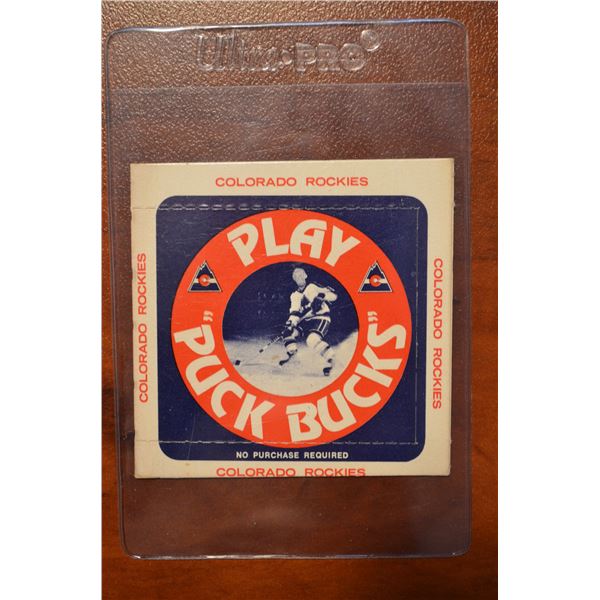 Ultra·PRO
COLORADO ROCKIES
COLORADO ROCKIES
PLAY
"PUCK BUCKS"
COLORADO ROCKIES
NO PURCHASE REQUIRED
COLORADO ROCKIES